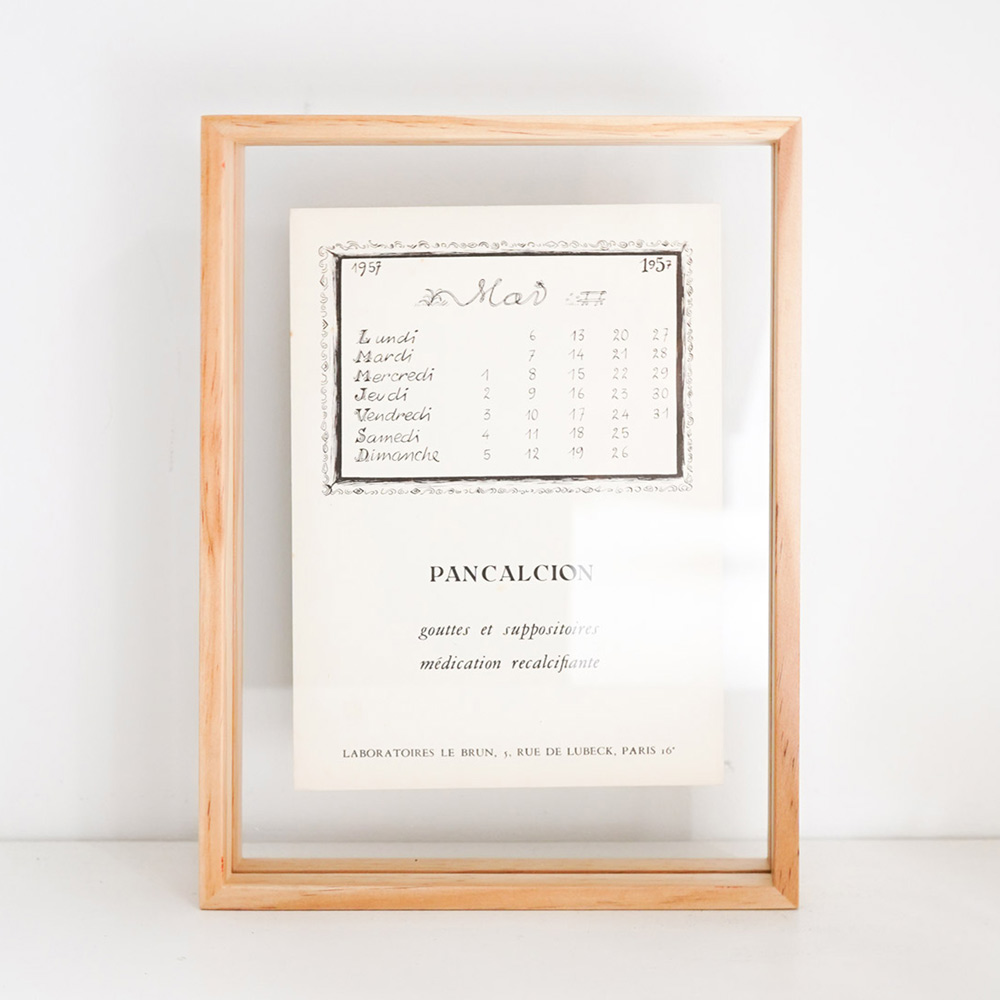 1957 1957
Mai
Lundi 6 13 20 27
Mardi 7 14 21 28
Mercredi 1 8 15 22 29
Jeudi 2 9 16 23 30
Vendredi 3 10 17 24 31
Samedi 4 11 18 25
Dimanche 5 12 19 26
PANCALCION
gouttes et suppositoires
médication recalcifiante
LABORATOIRES LE BRUN, 5, RUE DE LUBECK, PARIS 16ᵉ